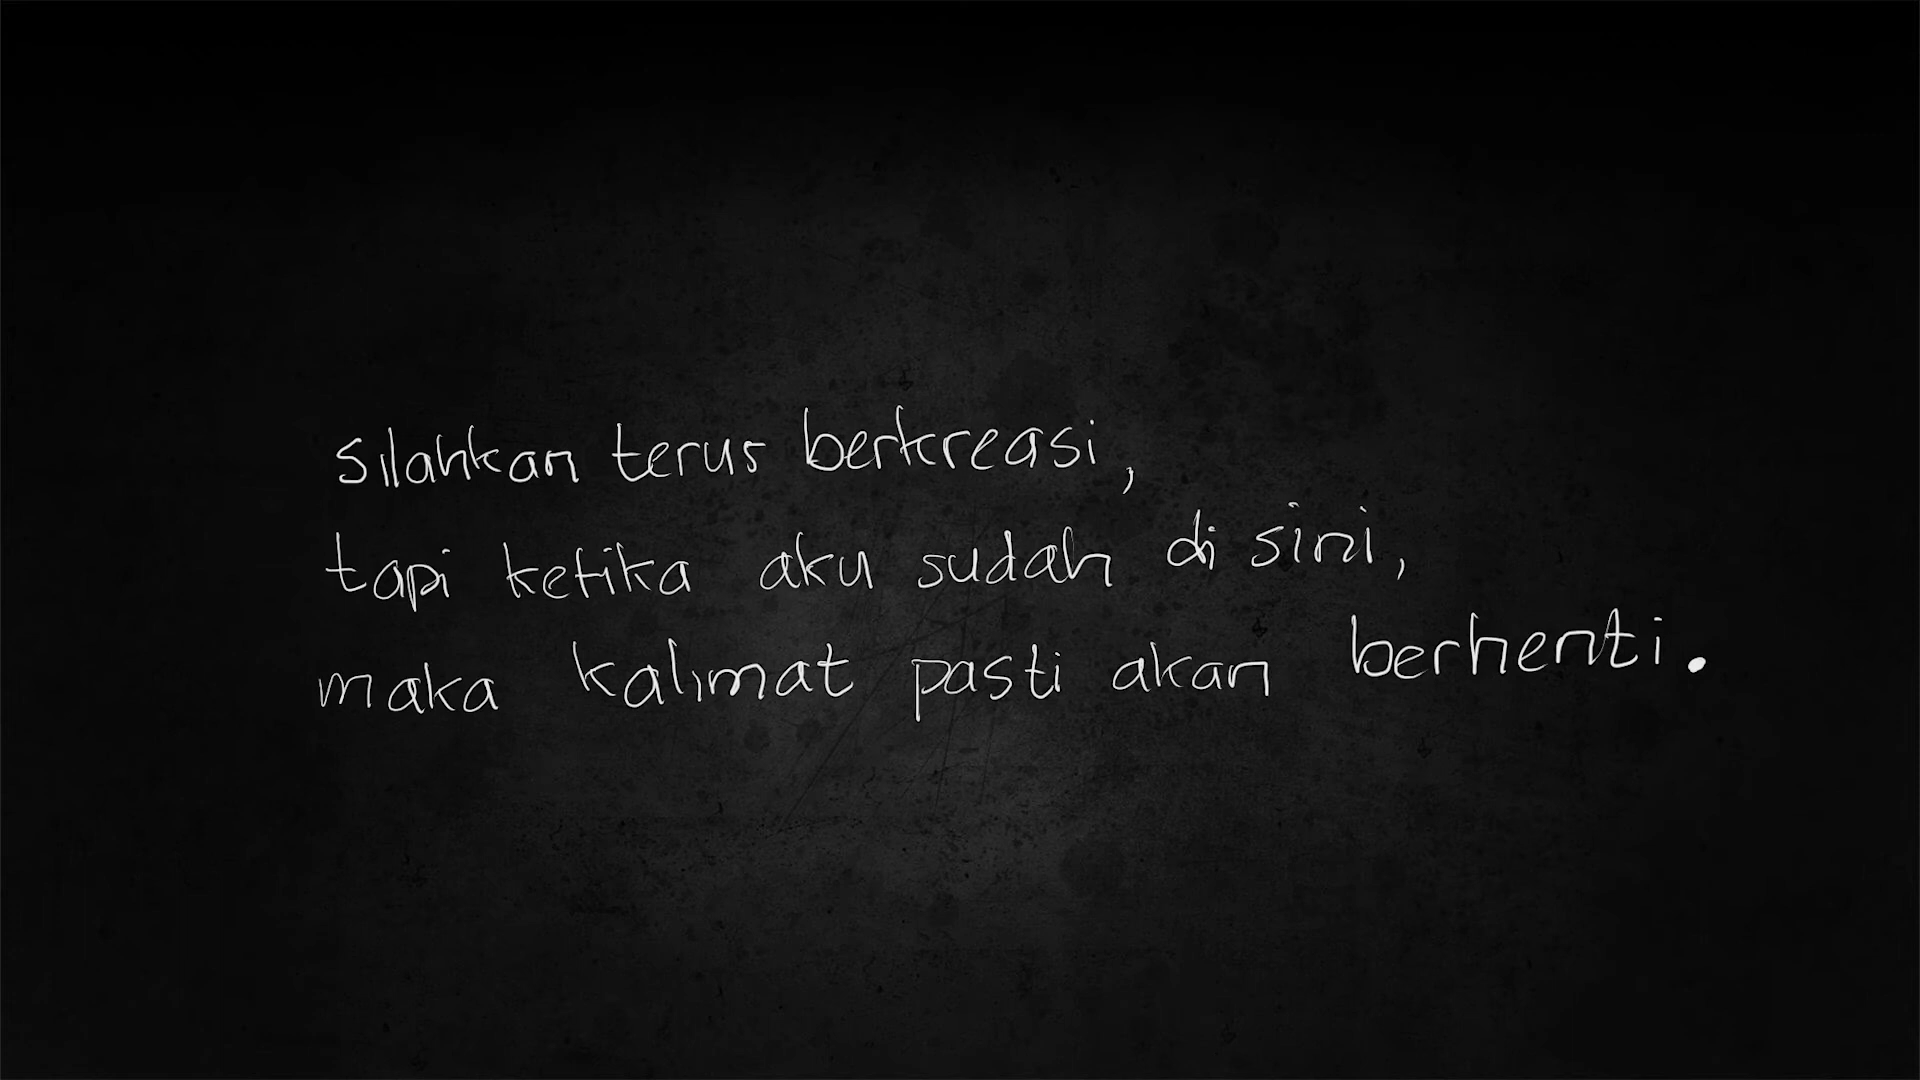 silahkan terus berkreasi,
tapi ketika aku sudah di sini,
maka kalimat pasti akan berhenti.